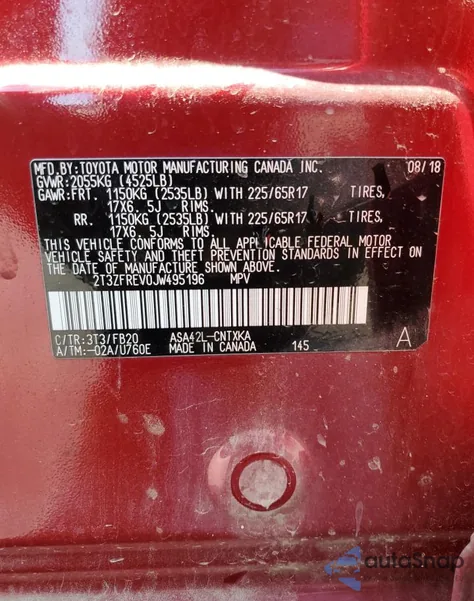 MFD.BY:TOYOTA MOTOR MANUFACTURING CANADA INC. 08/18
GVWR:2055KG (4525LB)
GAWR:FRT. 1150KG (2535LB) WITH 225/65R17 TIRES,
17X6. 5J RIMS.
RR. 1150KG (2535LB) WITH 225/65R17 TIRES,
17X6. 5J RIMS.
THIS VEHICLE CONFORMS TO ALL APPLICABLE FEDERAL MOTOR
VEHICLE SAFETY AND THEFT PREVENTION STANDARDS IN EFFECT
ON THE DATE OF MANUFACTURE SHOWN ABOVE.
2T3ZFREV0JW495196 MPV
C/TR:3T3/FB20 ASA42L-CNTXKA A
A/TM:-02A/U760E MADE IN CANADA 145
autoSnap